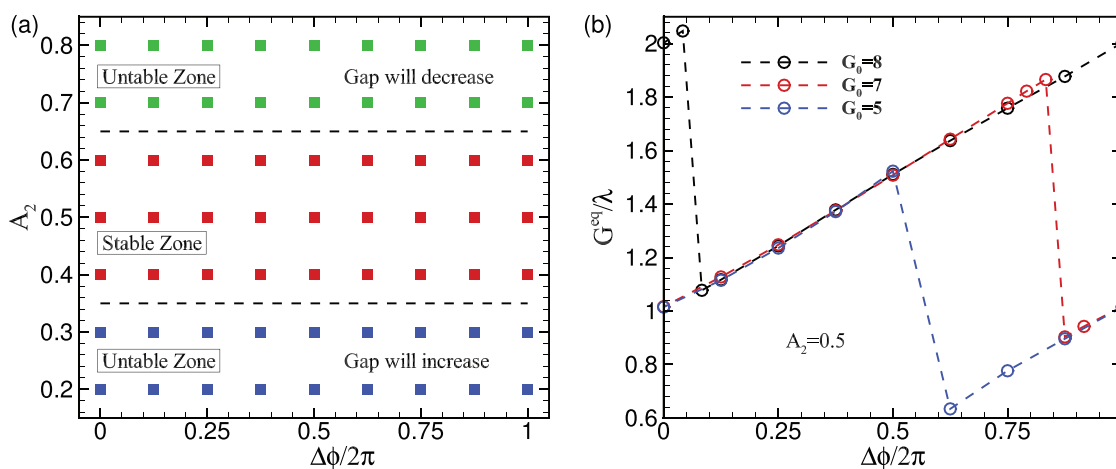 (a)
0.8
0.7
0.6
0.5
0.4
0.3
0.2
A2
Untable Zone
Gap will decrease
Stable Zone
Untable Zone
Gap will increase
0
0.25
0.5
0.75
1
Δϕ/2π
(b)
2
1.8
1.6
1.4
1.2
1
0.8
0.6
G^eq/λ
G0=8
G0=7
G0=5
A2=0.5
0
0.25
0.5
0.75
Δϕ/2π